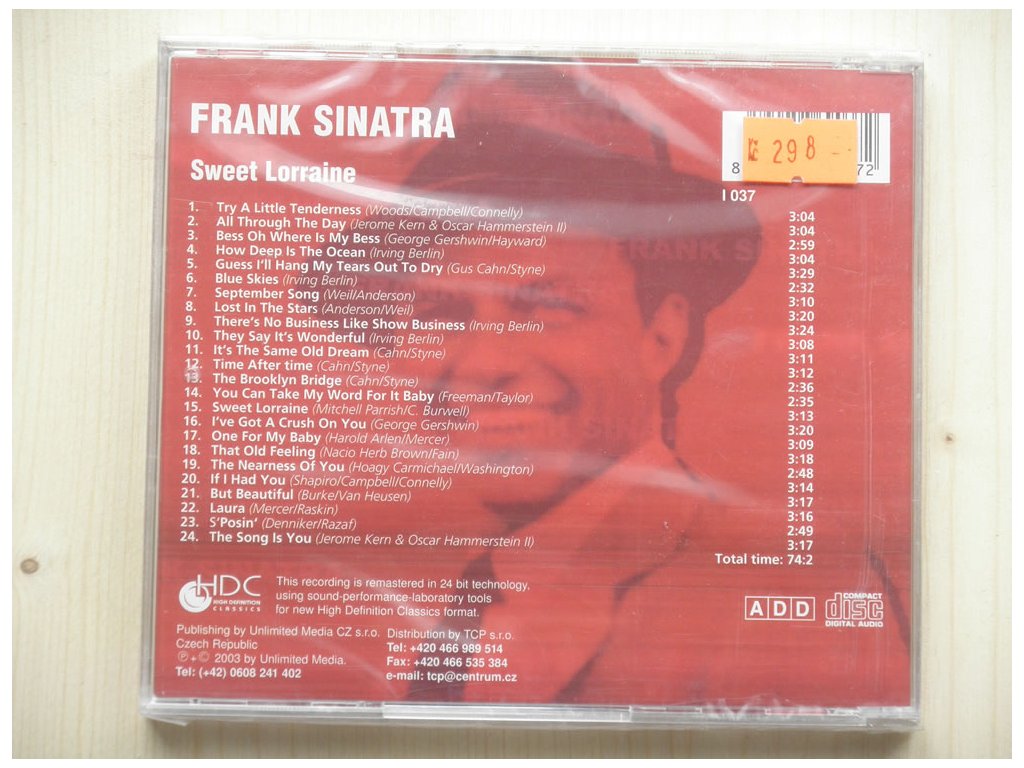 FRANK SINATRA
Sweet Lorraine
Kč 298 -
8 72
I 037
1. Try A Little Tenderness (Woods/Campbell/Connelly) 3:04
2. All Through The Day (Jerome Kern & Oscar Hammerstein II) 3:04
3. Bess Oh Where Is My Bess (George Gershwin/Hayward) 2:59
4. How Deep Is The Ocean (Irving Berlin) 3:04
5. Guess I'll Hang My Tears Out To Dry (Gus Cahn/Styne) 3:29
6. Blue Skies (Irving Berlin) 2:32
7. September Song (Weil/Anderson) 3:10
8. Lost In The Stars (Anderson/Weil) 3:20
9. There's No Business Like Show Business (Irving Berlin) 3:24
10. They Say It's Wonderful (Irving Berlin) 3:08
11. It's The Same Old Dream (Cahn/Styne) 3:11
12. Time After time (Cahn/Styne) 3:12
13. The Brooklyn Bridge (Cahn/Styne) 2:36
14. You Can Take My Word For It Baby (Freeman/Taylor) 2:35
15. Sweet Lorraine (Mitchell Parrish/C. Burwell) 3:13
16. I've Got A Crush On You (George Gershwin) 3:20
17. One For My Baby (Harold Arlen/Mercer) 3:09
18. That Old Feeling (Nacio Herb Brown/Fain) 3:18
19. The Nearness Of You (Hoagy Carmichael/Washington) 2:48
20. If I Had You (Shapiro/Campbell/Connelly) 3:14
21. But Beautiful (Burke/Van Heusen) 3:17
22. Laura (Mercer/Raskin) 3:16
23. S'Posin' (Denniker/Razaf) 2:49
24. The Song Is You (Jerome Kern & Oscar Hammerstein II) 3:17
Total time: 74:2
HDC
HIGH DEFINITION
CLASSICS
This recording is remastered in 24 bit technology,
using sound-performance-laboratory tools
for new High Definition Classics format.
ADD
COMPACT
disc
DIGITAL AUDIO
Publishing by Unlimited Media CZ s.r.o.
Czech Republic
℗+© 2003 by Unlimited Media.
Tel: (+42) 0608 241 402
Distribution by TCP s.r.o.
Tel: +420 466 989 514
Fax: +420 466 535 384
e-mail: tcp@centrum.cz